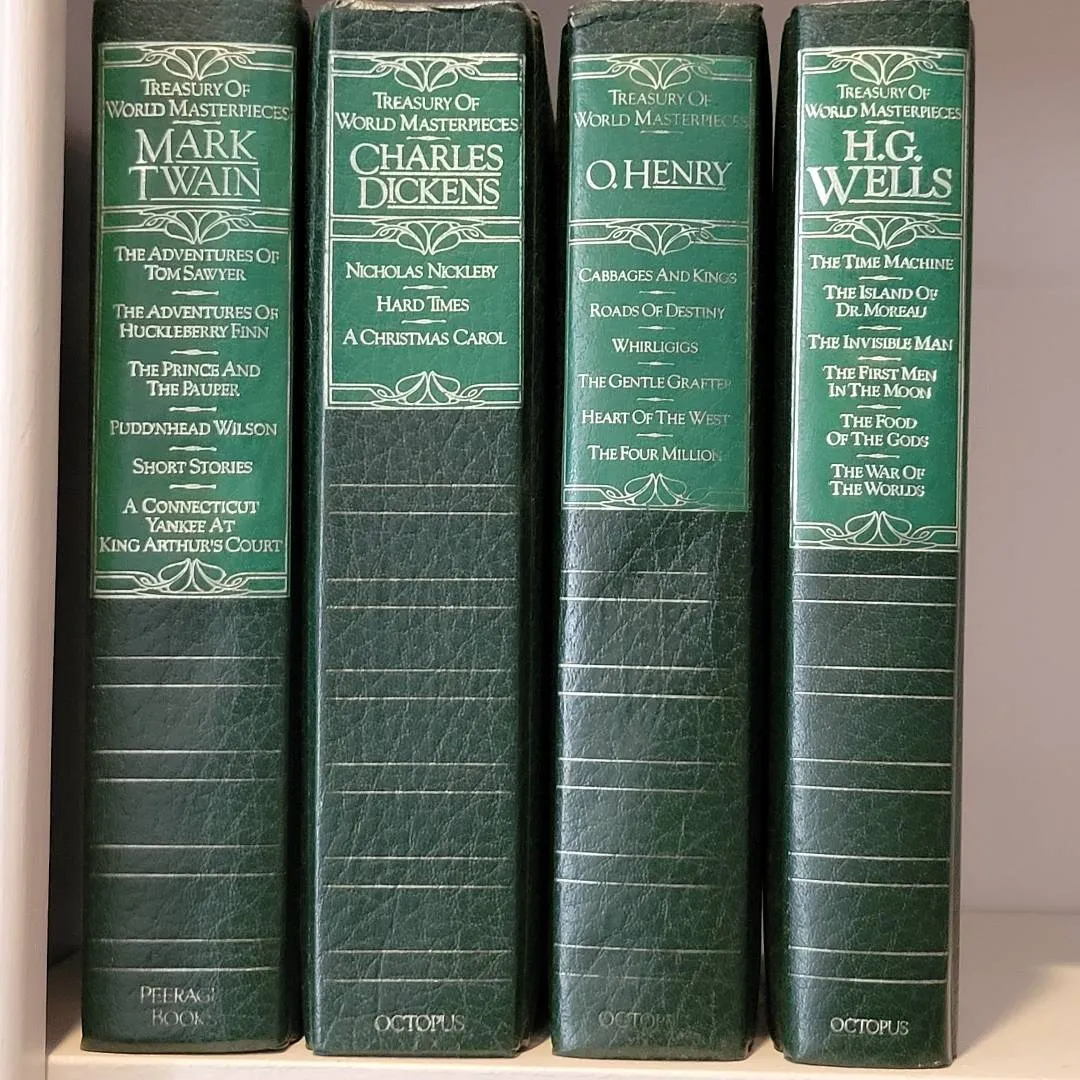 TREASURY OF
WORLD MASTERPIECES
MARK
TWAIN
THE ADVENTURES OF
TOM SAWYER
THE ADVENTURES OF
HUCKLEBERRY FINN
THE PRINCE AND
THE PAUPER
PUDD'NHEAD WILSON
SHORT STORIES
A CONNECTICUT
YANKEE AT
KING ARTHUR'S COURT
PEERAGE
BOOKS
TREASURY OF
WORLD MASTERPIECES
CHARLES
DICKENS
NICHOLAS NICKLEBY
HARD TIMES
A CHRISTMAS CAROL
OCTOPUS
TREASURY OF
WORLD MASTERPIECES
O. HENRY
CABBAGES AND KINGS
ROADS OF DESTINY
WHIRLIGIGS
THE GENTLE GRAFTER
HEART OF THE WEST
THE FOUR MILLION
OCTOPUS
TREASURY OF
WORLD MASTERPIECES
H.G.
WELLS
THE TIME MACHINE
THE ISLAND OF
DR. MOREAU
THE INVISIBLE MAN
THE FIRST MEN
IN THE MOON
THE FOOD
OF THE GODS
THE WAR OF
THE WORLDS
OCTOPUS